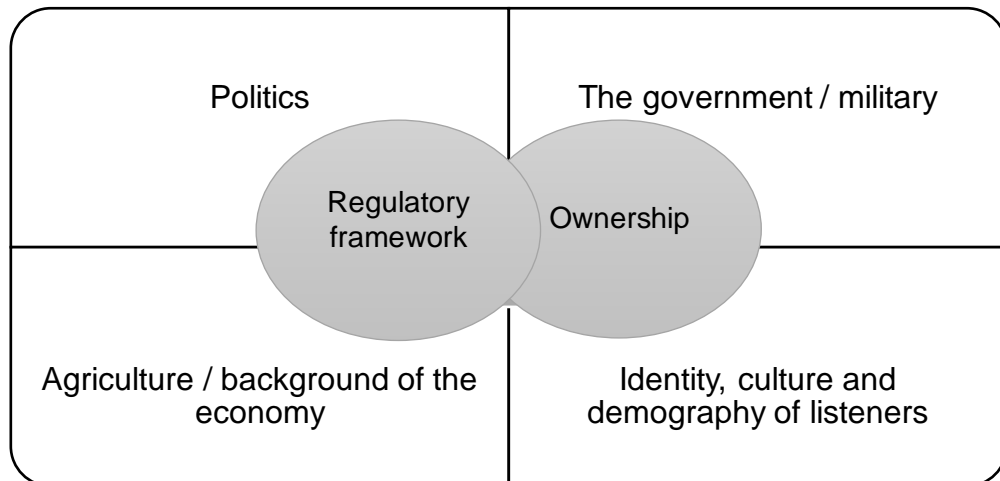 Politics
The government / military
Regulatory
framework
Ownership
Agriculture / background of the
economy
Identity, culture and
demography of listeners